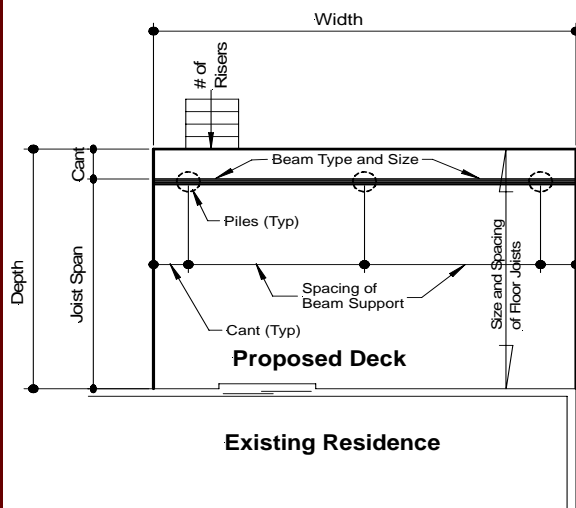 Width
# of
Risers
Cant
Beam Type and Size
Piles (Typ)
Depth
Joist Span
Size and Spacing
of Floor Joists
Spacing of
Beam Support
Cant (Typ)
Proposed Deck
Existing Residence